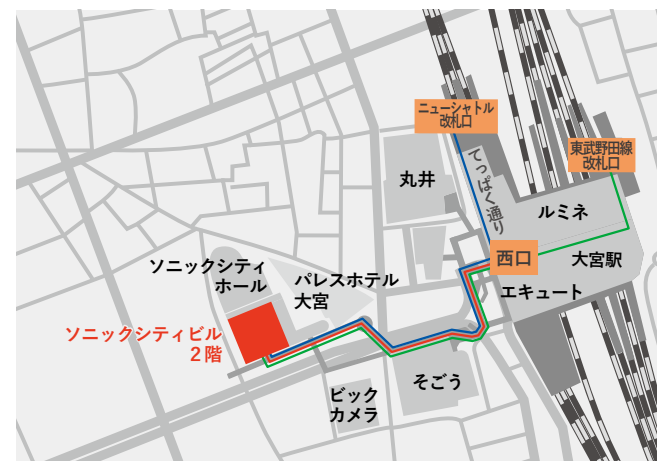 ニューシャトル
改札口
東武野田線
改札口
丸井
てっぱく通り
ルミネ
西口
大宮駅
エキュート
ソニックシティ
ホール
パレスホテル
大宮
ソニックシティビル
2階
そごう
ビック
カメラ